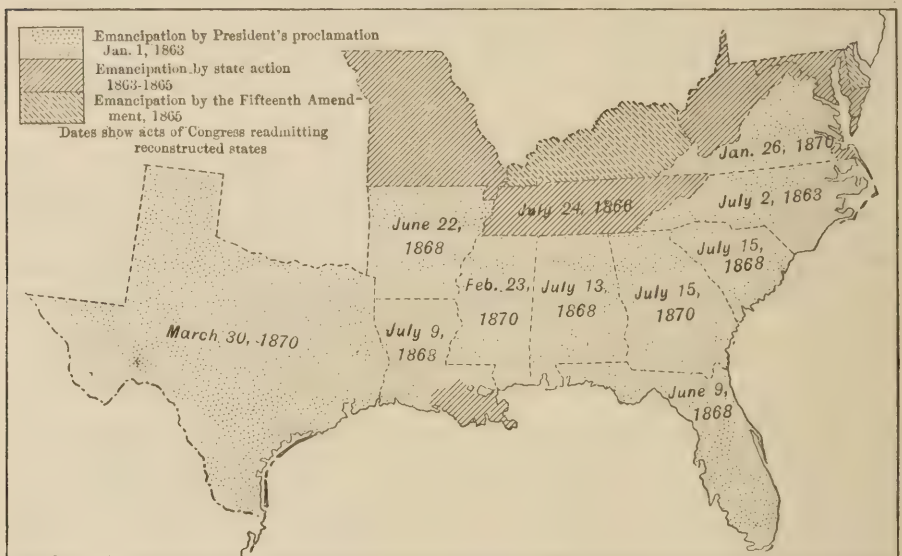 Emancipation by President's proclamation
Jan. 1, 1863
Emancipation by state action
1863-1865
Emancipation by the Fifteenth Amend-
ment, 1865
Dates show acts of Congress readmitting
reconstructed states
Jan. 26, 1870
July 24, 1866
July 2, 1863
June 22,
1868
July 15,
1868
Feb. 23,
1870
July 13,
1868
July 15,
1870
March 30, 1870
July 9,
1868
June 9,
1868